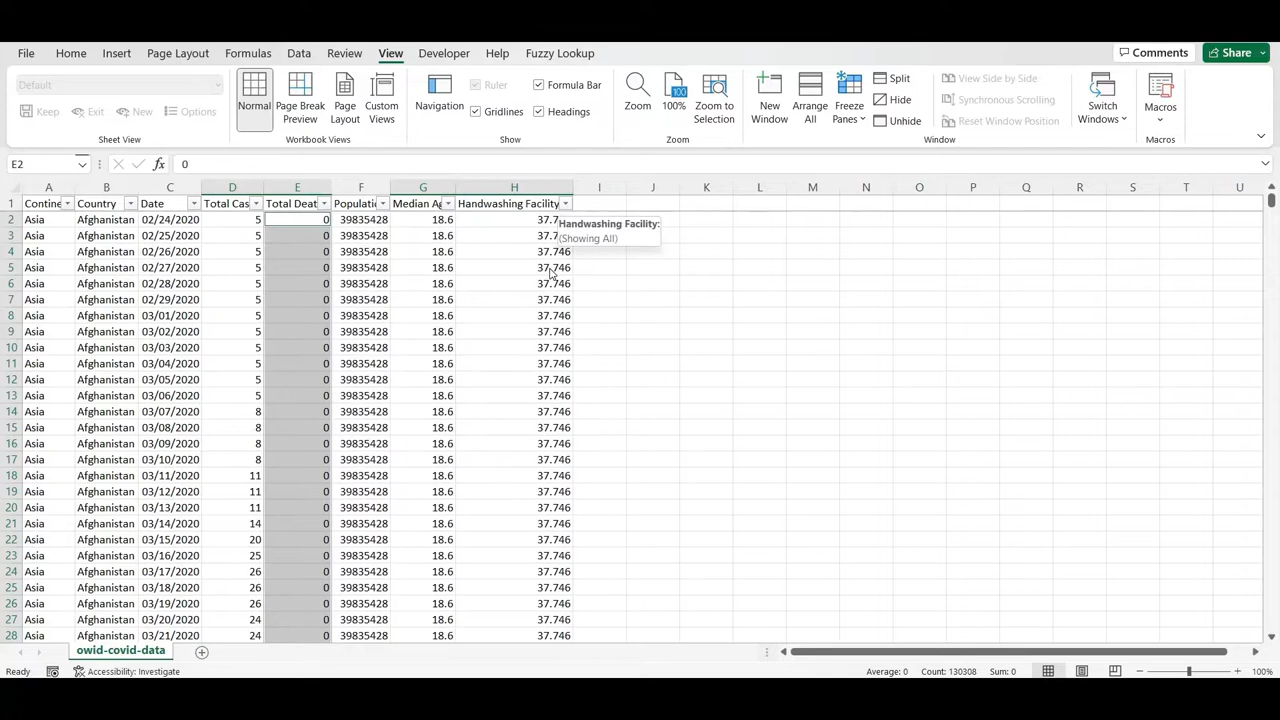 File Home Insert Page Layout Formulas Data Review View Developer Help Fuzzy Lookup Comments Share
Default
Keep Exit New Options
Normal Page Break Preview Page Layout Custom Views
Navigation
Ruler Formula Bar
Gridlines Headings
Zoom 100% Zoom to Selection
New Window Arrange All Freeze Panes
Split
Hide
Unhide
View Side by Side
Synchronous Scrolling
Reset Window Position
Switch Windows
Macros
Sheet View Workbook Views Show Zoom Window Macros
E2 fx 0
A B C D E F G H I J K L M N O P Q R S T U
1 Contine Country Date Total Cas Total Deat Populatic Median Ag Handwashing Facility
2 Asia Afghanistan 02/24/2020 5 0 39835428 18.6 37.7
Handwashing Facility:
(Showing All)
3 Asia Afghanistan 02/25/2020 5 0 39835428 18.6 37.7
4 Asia Afghanistan 02/26/2020 5 0 39835428 18.6 37.746
5 Asia Afghanistan 02/27/2020 5 0 39835428 18.6 37.746
6 Asia Afghanistan 02/28/2020 5 0 39835428 18.6 37.746
7 Asia Afghanistan 02/29/2020 5 0 39835428 18.6 37.746
8 Asia Afghanistan 03/01/2020 5 0 39835428 18.6 37.746
9 Asia Afghanistan 03/02/2020 5 0 39835428 18.6 37.746
10 Asia Afghanistan 03/03/2020 5 0 39835428 18.6 37.746
11 Asia Afghanistan 03/04/2020 5 0 39835428 18.6 37.746
12 Asia Afghanistan 03/05/2020 5 0 39835428 18.6 37.746
13 Asia Afghanistan 03/06/2020 5 0 39835428 18.6 37.746
14 Asia Afghanistan 03/07/2020 8 0 39835428 18.6 37.746
15 Asia Afghanistan 03/08/2020 8 0 39835428 18.6 37.746
16 Asia Afghanistan 03/09/2020 8 0 39835428 18.6 37.746
17 Asia Afghanistan 03/10/2020 8 0 39835428 18.6 37.746
18 Asia Afghanistan 03/11/2020 11 0 39835428 18.6 37.746
19 Asia Afghanistan 03/12/2020 11 0 39835428 18.6 37.746
20 Asia Afghanistan 03/13/2020 11 0 39835428 18.6 37.746
21 Asia Afghanistan 03/14/2020 14 0 39835428 18.6 37.746
22 Asia Afghanistan 03/15/2020 20 0 39835428 18.6 37.746
23 Asia Afghanistan 03/16/2020 25 0 39835428 18.6 37.746
24 Asia Afghanistan 03/17/2020 26 0 39835428 18.6 37.746
25 Asia Afghanistan 03/18/2020 26 0 39835428 18.6 37.746
26 Asia Afghanistan 03/19/2020 26 0 39835428 18.6 37.746
27 Asia Afghanistan 03/20/2020 24 0 39835428 18.6 37.746
28 Asia Afghanistan 03/21/2020 24 0 39835428 18.6 37.746
owid-covid-data
Ready Accessibility: Investigate Average: 0 Count: 130308 Sum: 0 100%